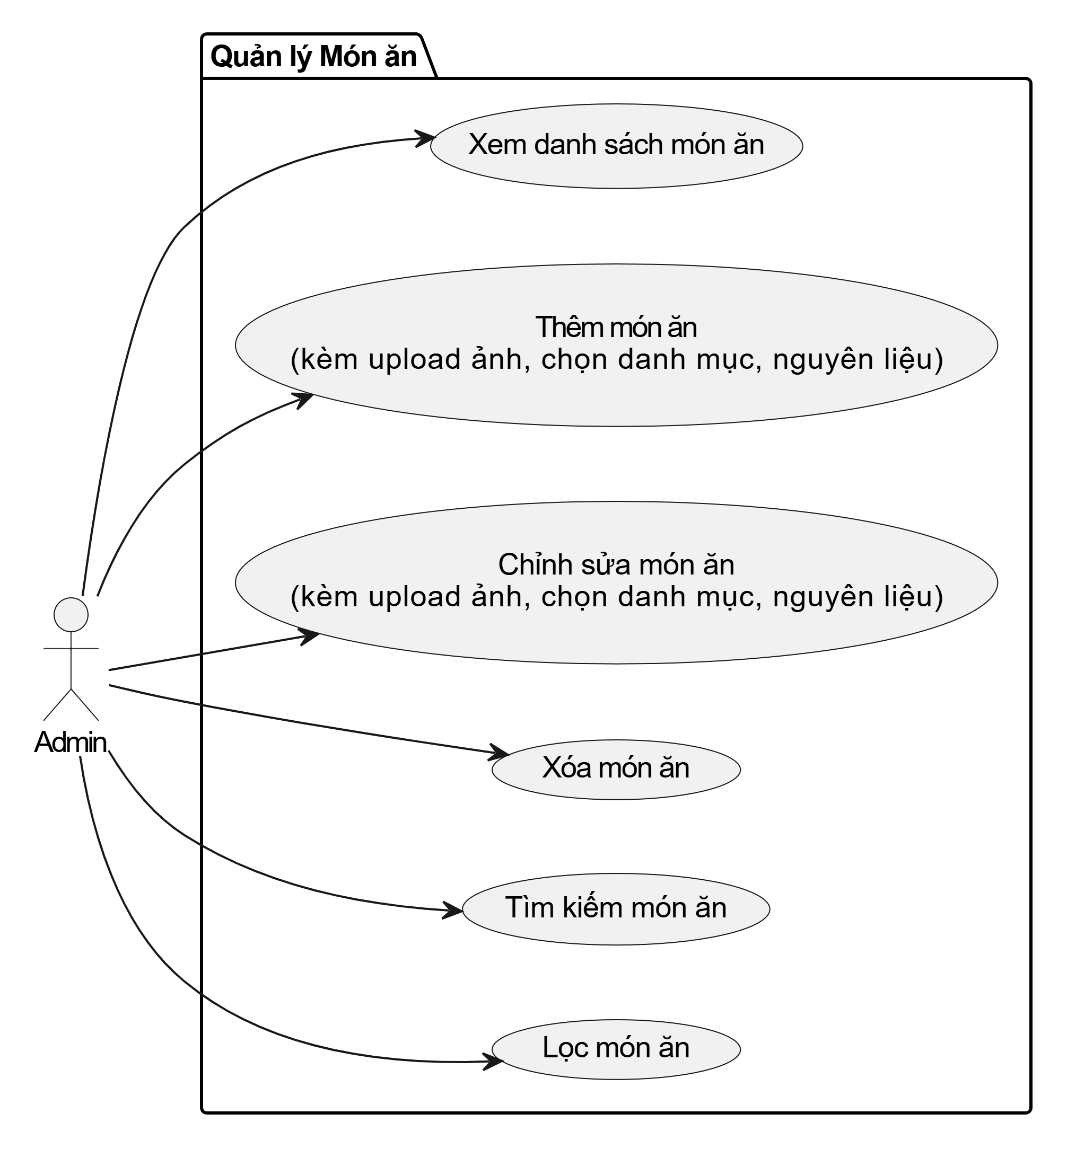 Quản lý Món ăn
Xem danh sách món ăn
Thêm món ăn
(kèm upload ảnh, chọn danh mục, nguyên liệu)
Chỉnh sửa món ăn
(kèm upload ảnh, chọn danh mục, nguyên liệu)
Admin
Xóa món ăn
Tìm kiếm món ăn
Lọc món ăn